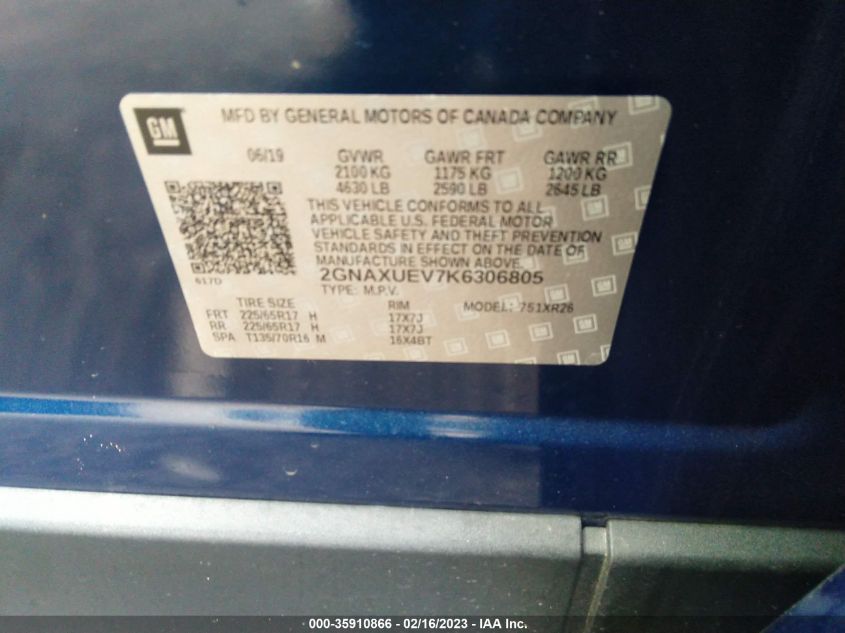 GM
MFD BY GENERAL MOTORS OF CANADA COMPANY
06/19 GVWR GAWR FRT GAWR RR
2100 KG 1175 KG 1200 KG
4630 LB 2590 LB 2645 LB
THIS VEHICLE CONFORMS TO ALL
APPLICABLE U.S. FEDERAL MOTOR
VEHICLE SAFETY AND THEFT PREVENTION
STANDARDS IN EFFECT ON THE DATE OF
MANUFACTURE SHOWN ABOVE.
617D
2GNAXUEV7K6306805
TYPE: M.P.V. MODEL: 751XR26
TIRE SIZE RIM
FRT 225/65R17 H 17X7J
RR 225/65R17 H 17X7J
SPA T135/70R16 M 16X4BT
000-35910866 - 02/16/2023 - IAA Inc.